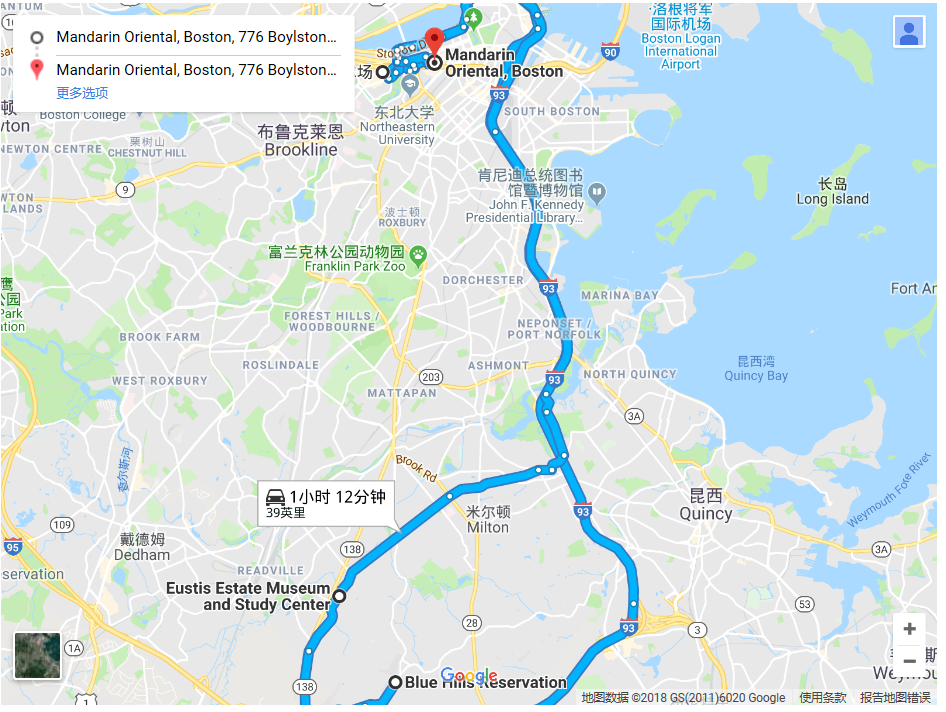 Mandarin Oriental, Boston, 776 Boylston...
Mandarin Oriental, Boston, 776 Boylston...
更多选项
场
Mandarin
Oriental, Boston
·洛根将军
国际机场
Boston Logan
International
Airport
90
93
东北大学
Northeastern
University
SOUTH BOSTON
Boston College
布鲁克莱恩
Brookline
栗树山
CHESTNUT HILL
NEWTON CENTRE
9
肯尼迪总统图书
馆暨博物馆
John F. Kennedy
Presidential Library...
长岛
Long Island
波士顿
ROXBURY
富兰克林公园动物园
Franklin Park Zoo
DORCHESTER
93
MARINA BAY
Fort An
FOREST HILLS /
WOODBOURNE
NEPONSET /
PORT NORFOLK
BROOK FARM
ROSLINDALE
ASHMONT
WEST ROXBURY
203
MATTAPAN
93
NORTH QUINCY
昆西湾
Quincy Bay
3A
Brook Rd
查尔斯河
1小时 12分钟
39英里
米尔顿
Milton
93
昆西
Quincy
Weymouth Fore River
109
95
戴德姆
Dedham
138
3A
READVILLE
Eustis Estate Museum
and Study Center
53
28
93
3
1A
138
Blue Hills Reservation
Google
1
地图数据 ©2018 GS(2011)6020 Google
使用条款
报告地图错误